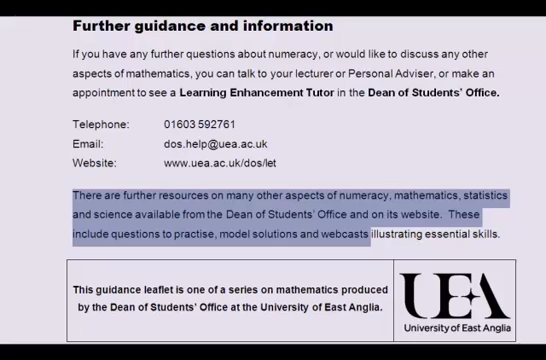 Further guidance and information
If you have any further questions about numeracy, or would like to discuss any other
aspects of mathematics, you can talk to your lecturer or Personal Adviser, or make an
appointment to see a Learning Enhancement Tutor in the Dean of Students' Office.
Telephone: 01603 592761
Email: dos.help@uea.ac.uk
Website: www.uea.ac.uk/dos/let
There are further resources on many other aspects of numeracy, mathematics, statistics
and science available from the Dean of Students' Office and on its website. These
include questions to practise, model solutions and webcasts illustrating essential skills.
This guidance leaflet is one of a series on mathematics produced
by the Dean of Students' Office at the University of East Anglia.
UEA
University of East Anglia